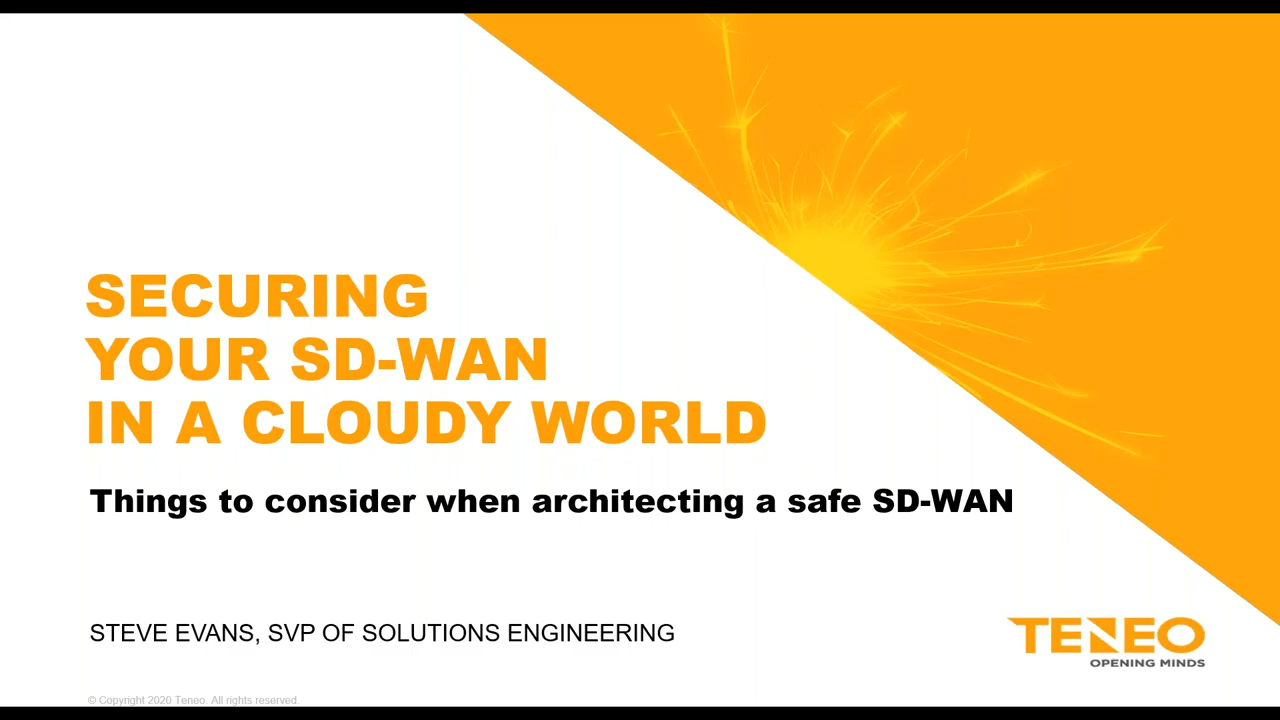 SECURING
YOUR SD-WAN
IN A CLOUDY WORLD
Things to consider when architecting a safe SD-WAN
STEVE EVANS, SVP OF SOLUTIONS ENGINEERING
TENEO
OPENING MINDS
© Copyright 2020 Teneo. All rights reserved.